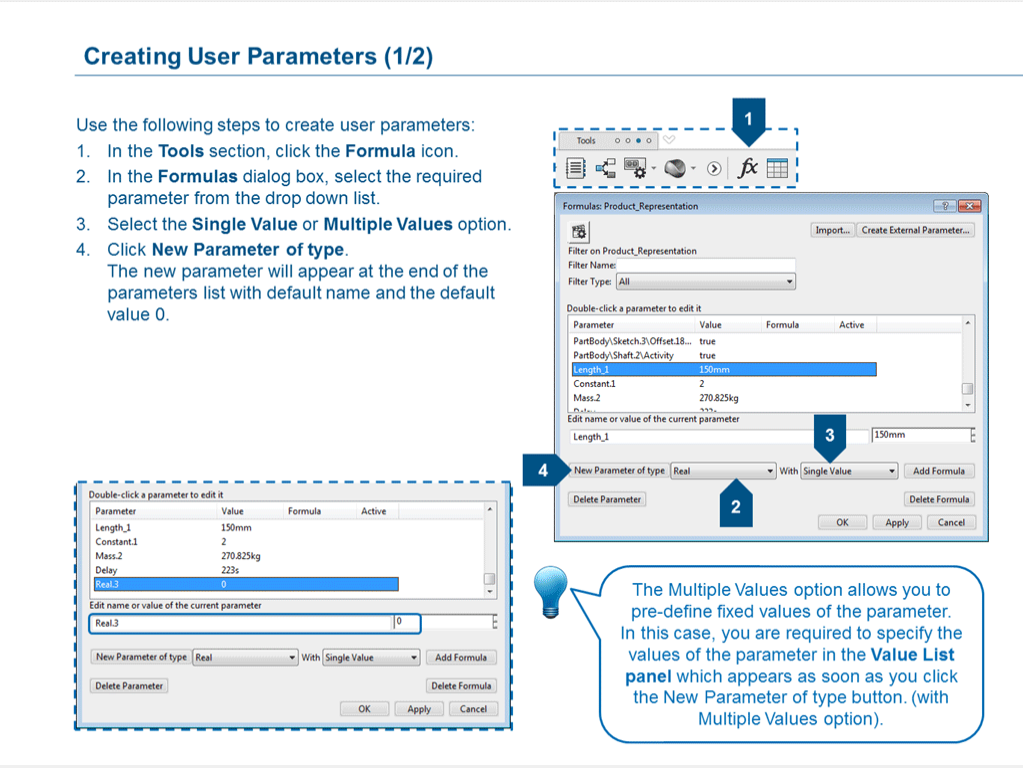 Creating User Parameters (1/2)
Use the following steps to create user parameters:
1. In the Tools section, click the Formula icon.
2. In the Formulas dialog box, select the required
parameter from the drop down list.
3. Select the Single Value or Multiple Values option.
4. Click New Parameter of type.
The new parameter will appear at the end of the
parameters list with default name and the default
value 0.
1
Tools
fx
Formulas: Product_Representation
?
Import... Create External Parameter...
Filter on Product_Representation
Filter Name:
Filter Type: All
Double-click a parameter to edit it
Parameter Value Formula Active
PartBody\Sketch.3\Offset.18... true
PartBody\Shaft.2\Activity true
Length_1 150mm
Constant.1 2
Mass.2 270.825kg
Delay 223s
Edit name or value of the current parameter
Length_1 150mm
3
4
New Parameter of type Real With Single Value Add Formula
2
Delete Parameter Delete Formula
OK Apply Cancel
Double-click a parameter to edit it
Parameter Value Formula Active
Length_1 150mm
Constant.1 2
Mass.2 270.825kg
Delay 223s
Real.3 0
Edit name or value of the current parameter
Real.3 0
New Parameter of type Real With Single Value Add Formula
Delete Parameter Delete Formula
OK Apply Cancel
The Multiple Values option allows you to
pre-define fixed values of the parameter.
In this case, you are required to specify the
values of the parameter in the Value List
panel which appears as soon as you click
the New Parameter of type button. (with
Multiple Values option).